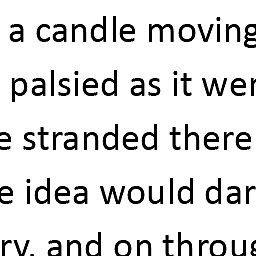 a candle moving
palsied as it wer
e stranded there
e idea would dar
ry, and on throug